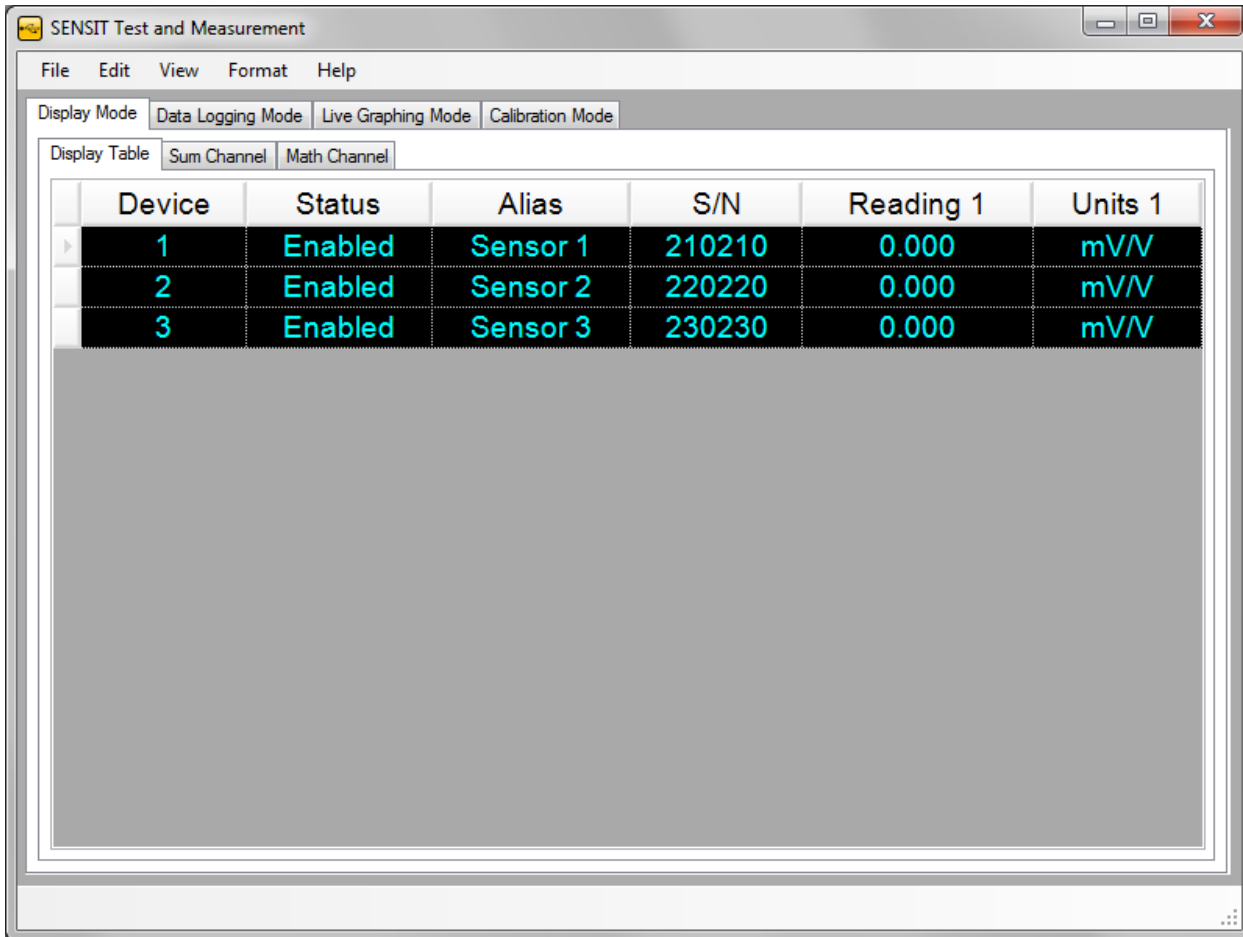 SENSIT Test and Measurement
File Edit View Format Help
Display Mode Data Logging Mode Live Graphing Mode Calibration Mode
Display Table Sum Channel Math Channel
Device Status Alias S/N Reading 1 Units 1
1 Enabled Sensor 1 210210 0.000 mV/V
2 Enabled Sensor 2 220220 0.000 mV/V
3 Enabled Sensor 3 230230 0.000 mV/V